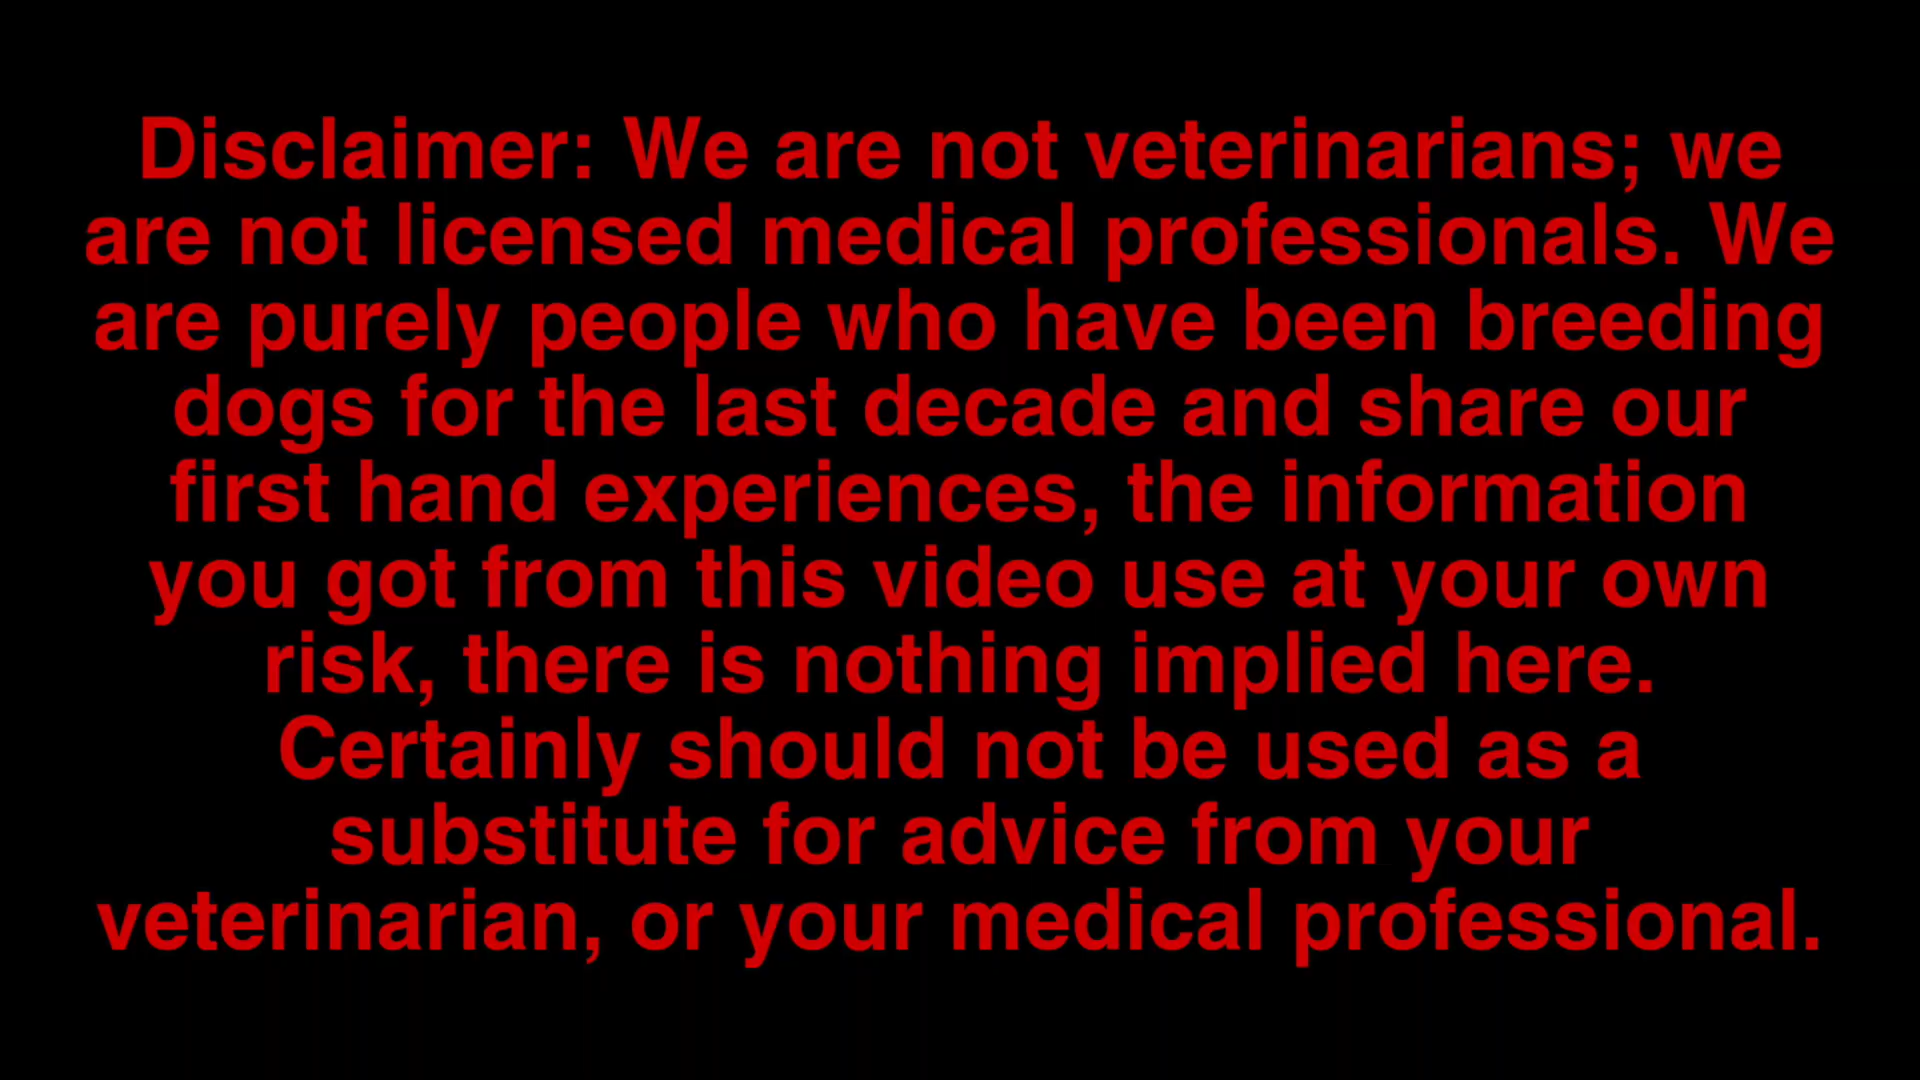 Disclaimer: We are not veterinarians; we
are not licensed medical professionals. We
are purely people who have been breeding
dogs for the last decade and share our
first hand experiences, the information
you got from this video use at your own
risk, there is nothing implied here.
Certainly should not be used as a
substitute for advice from your
veterinarian, or your medical professional.